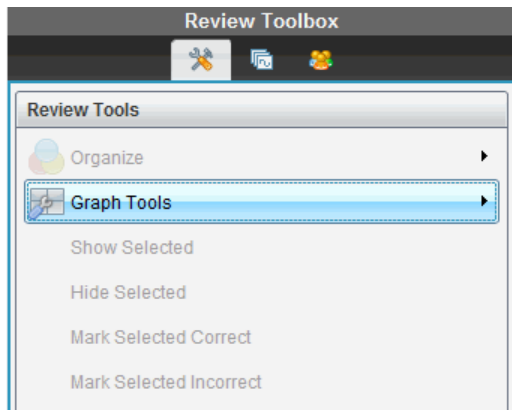 Review Toolbox
Review Tools
Organize
Graph Tools
Show Selected
Hide Selected
Mark Selected Correct
Mark Selected Incorrect